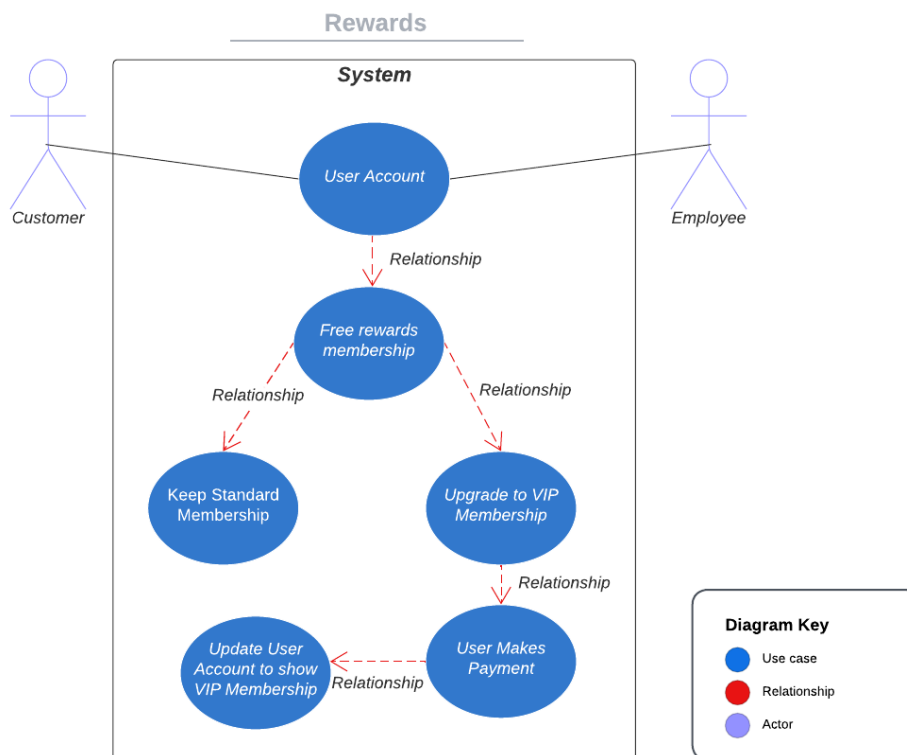 Rewards
System
User Account
Customer
Employee
Relationship
Free rewards
membership
Relationship
Relationship
Keep Standard
Membership
Upgrade to VIP
Membership
Relationship
Update User
Account to show
VIP Membership
Relationship
User Makes
Payment
Diagram Key
Use case
Relationship
Actor